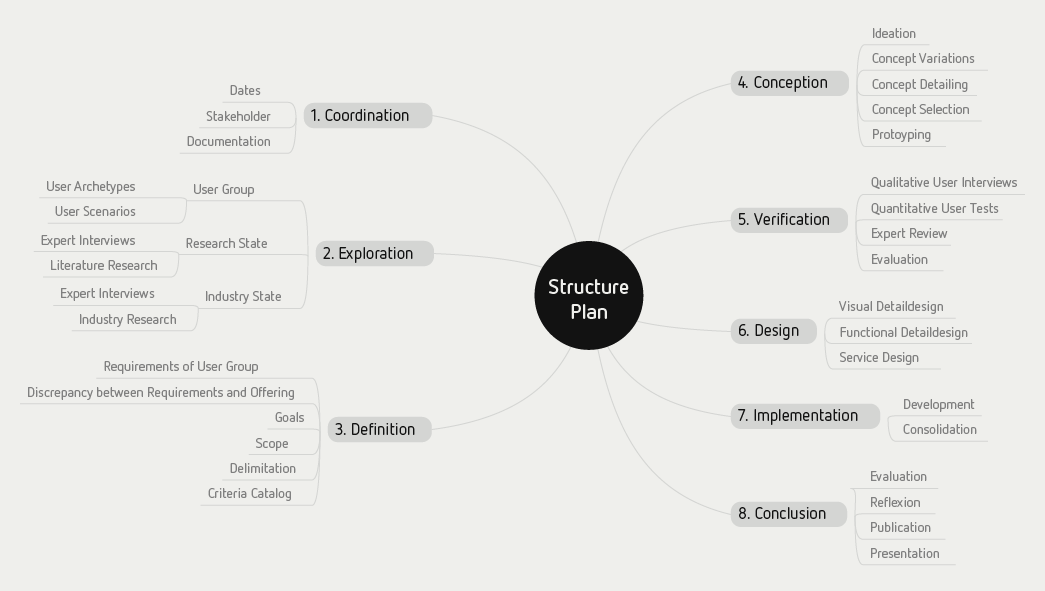 Structure
Plan
1. Coordination
Dates
Stakeholder
Documentation
2. Exploration
User Group
User Archetypes
User Scenarios
Research State
Expert Interviews
Literature Research
Industry State
Expert Interviews
Industry Research
3. Definition
Requirements of User Group
Discrepancy between Requirements and Offering
Goals
Scope
Delimitation
Criteria Catalog
4. Conception
Ideation
Concept Variations
Concept Detailing
Concept Selection
Protoyping
5. Verification
Qualitative User Interviews
Quantitative User Tests
Expert Review
Evaluation
6. Design
Visual Detaildesign
Functional Detaildesign
Service Design
7. Implementation
Development
Consolidation
8. Conclusion
Evaluation
Reflexion
Publication
Presentation